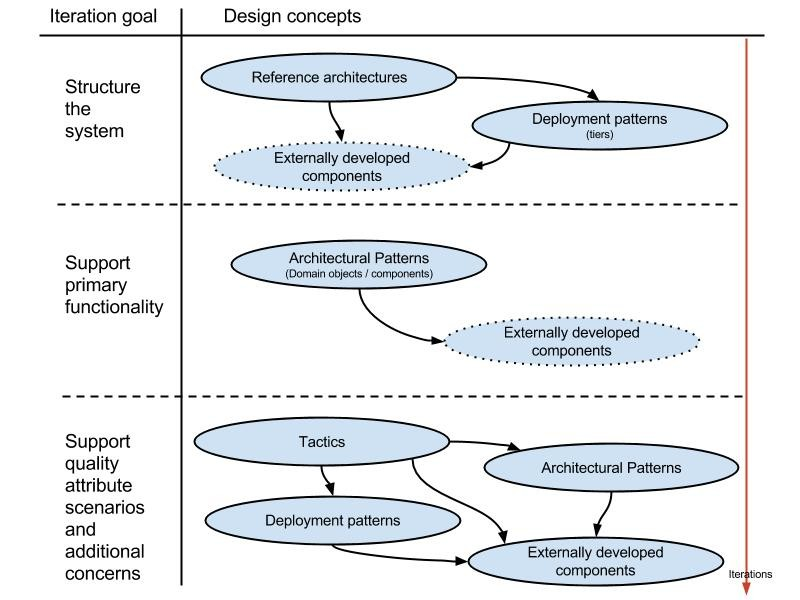 Iteration goal
Design concepts
Structure
the
system
Reference architectures
Deployment patterns
(tiers)
Externally developed
components
Support
primary
functionality
Architectural Patterns
(Domain objects / components)
Externally developed
components
Support
quality
attribute
scenarios
and
additional
concerns
Tactics
Architectural Patterns
Deployment patterns
Externally developed
components
Iterations